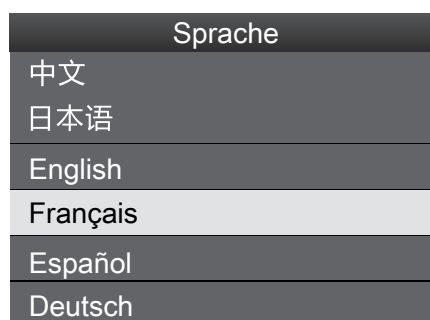 Sprache
中文
日本语
English
Français
Español
Deutsch